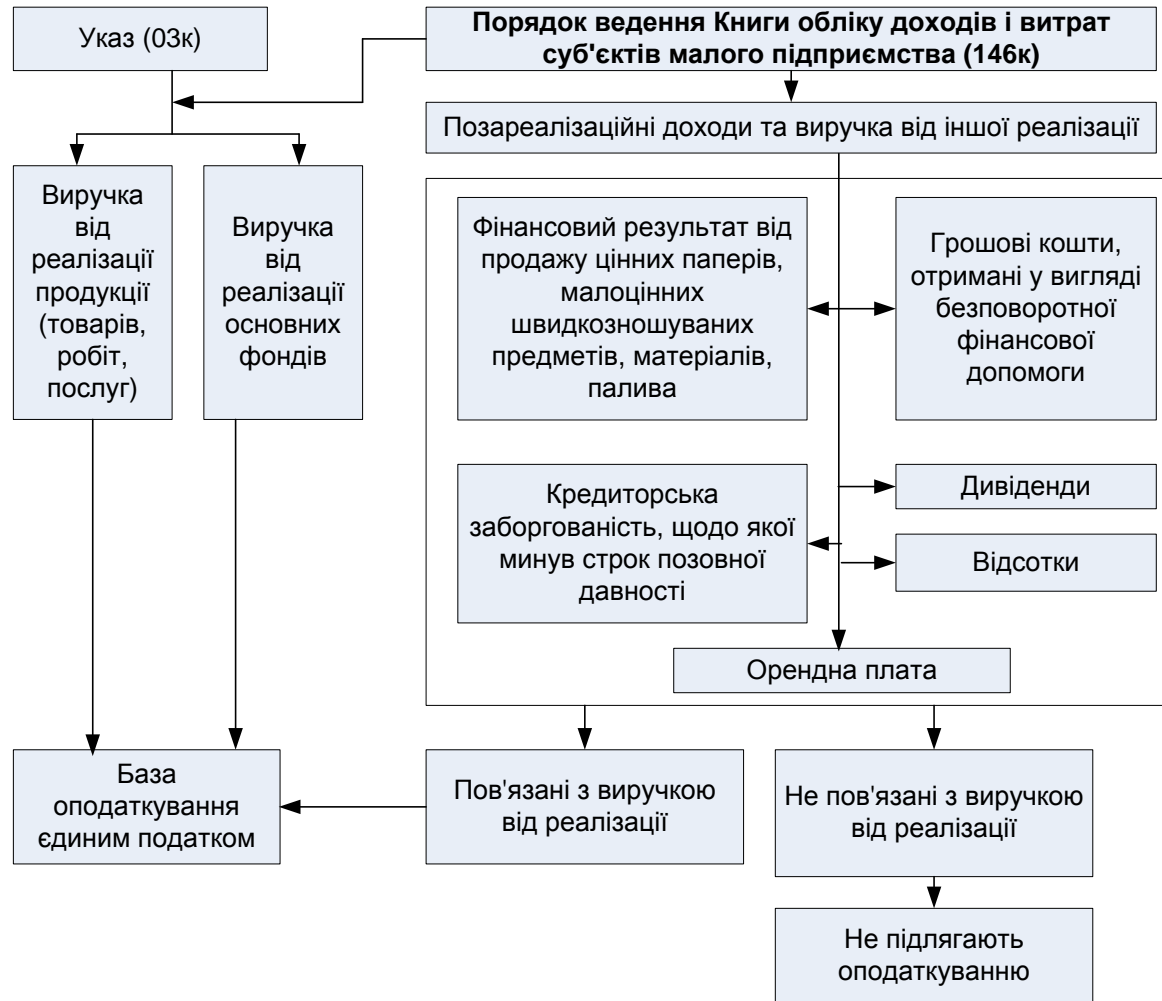 Указ (03к)
Порядок ведення Книги обліку доходів і витрат
суб'єктів малого підприємства (146к)
Позареалізаційні доходи та виручка від іншої реалізації
Виручка
від
реалізації
продукції
(товарів,
робіт,
послуг)
Виручка
від
реалізації
основних
фондів
Фінансовий результат від
продажу цінних паперів,
малоцінних
швидкозношуваних
предметів, матеріалів,
палива
Грошові кошти,
отримані у вигляді
безповоротної
фінансової
допомоги
Кредиторська
заборгованість, щодо якої
минув строк позовної
давності
Дивіденди
Відсотки
Орендна плата
База
оподаткування
єдиним податком
Пов'язані з виручкою
від реалізації
Не пов'язані з виручкою
від реалізації
Не підлягають
оподаткуванню